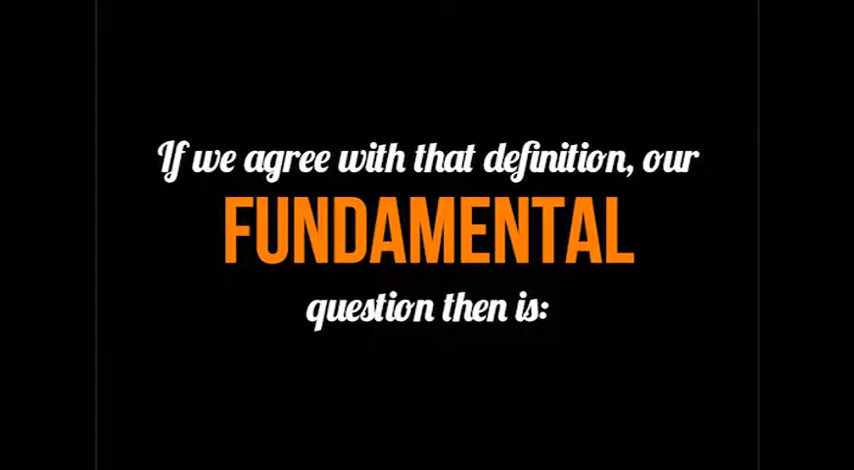 If we agree with that definition, our
FUNDAMENTAL
question then is: